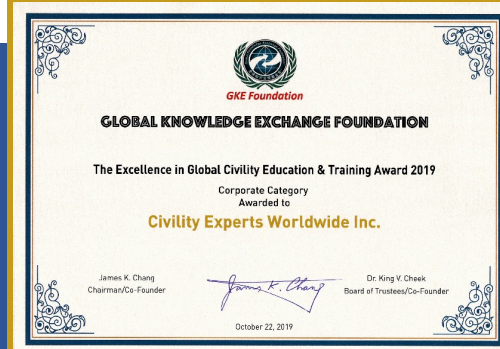 GKE Foundation
GLOBAL KNOWLEDGE EXCHANGE FOUNDATION
The Excellence in Global Civility Education & Training Award 2019
Corporate Category
Awarded to
Civility Experts Worldwide Inc.
James K. Chang
Chairman/Co-Founder
James K. Chang
Dr. King V. Cheek
Board of Trustees/Co-Founder
October 22, 2019